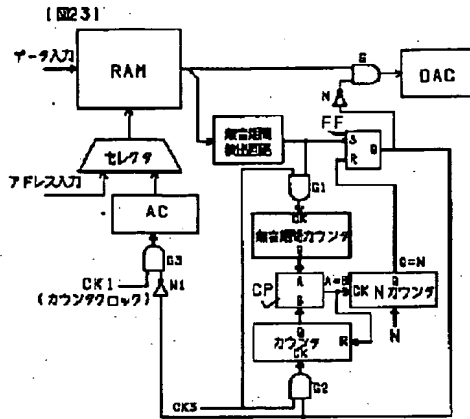 [図23]
データ入力
RAM
G
DAC
N
無音期間
検出回路
FF
S
Q
R
セレクタ
アドレス入力
AC
G1
CK
無音期間カウンタ
Q
G3
CK1
(カウンタクロック)
N1
CP
A
B
A=B
Q=N
Q
CK Nカウンタ
N
Q
カウンタ
CK
R
G2
CK3